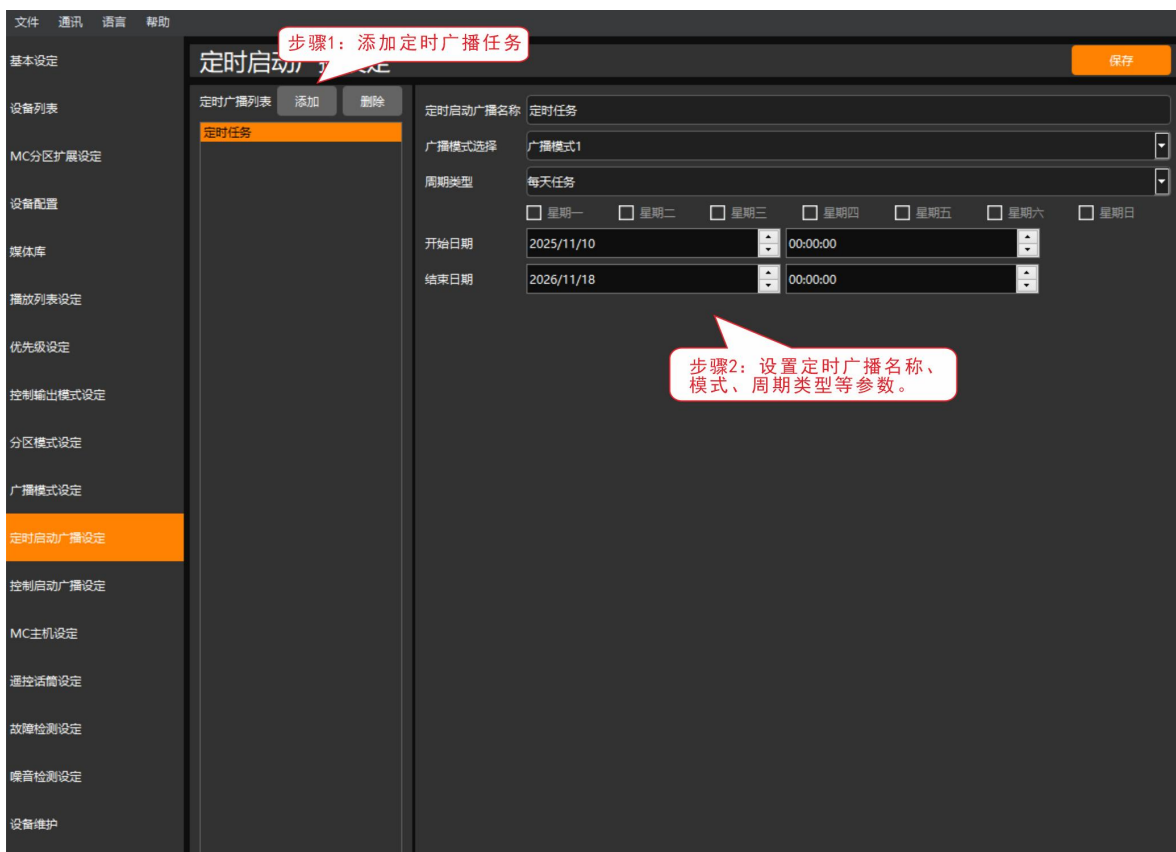 文件 通讯 语言 帮助
步骤1：添加定时广播任务
基本设定
设备列表
MC分区扩展设定
设备配置
媒体库
播放列表设定
优先级设定
控制输出模式设定
分区模式设定
广播模式设定
定时启动广播设定
控制启动广播设定
MC主机设定
遥控话筒设定
故障检测设定
噪音检测设定
设备维护
定时启动广播设定
保存
定时广播列表 添加 删除
定时任务
定时启动广播名称 定时任务
广播模式选择 广播模式1
周期类型 每天任务
星期一 星期二 星期三 星期四 星期五 星期六 星期日
开始日期 2025/11/10 00:00:00
结束日期 2026/11/18 00:00:00
步骤2：设置定时广播名称、
模式、周期类型等参数。